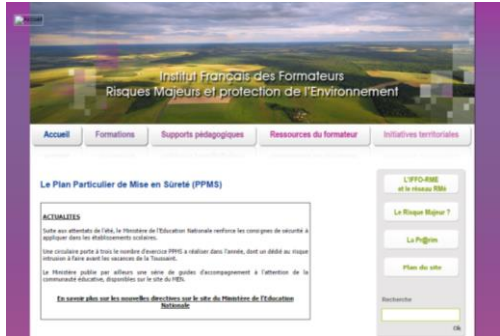 Accueil
Institut Français des Formateurs
Risques Majeurs et protection de l'Environnement
Accueil Formations Supports pédagogiques Ressources du formateur Initiatives territoriales
Le Plan Particulier de Mise en Sûreté (PPMS)
ACTUALITES
Suite aux attentats de l'été, le Ministère de l'Education Nationale renforce les consignes de sécurité à
appliquer dans les établissements scolaires.
Une circulaire porte à trois le nombre d'exercice PPMS a réaliser dans l'année, dont un dédié au risque
intrusion à faire avant les vacances de la Toussaint.
Le Ministère publie par ailleurs une série de guides d'accompagnement à l'attention de la
communauté éducative, disponibles sur le site du MEN.
En savoir plus sur les nouvelles directives sur le site du Ministère de l'Education
Nationale
L'IFFO-RME
et le réseau RMé
Le Risque Majeur ?
Le Pr@rim
Plan du site
Recherche
Ok